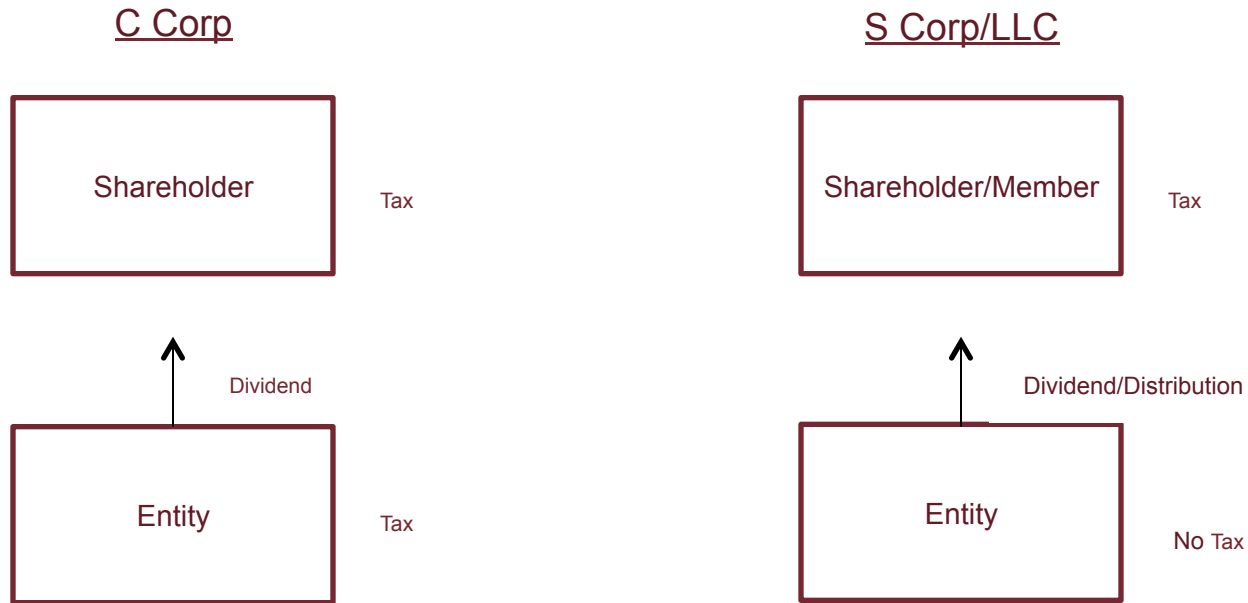 C Corp
Shareholder
Tax
Dividend
Entity
Tax
S Corp/LLC
Shareholder/Member
Tax
Dividend/Distribution
Entity
No Tax